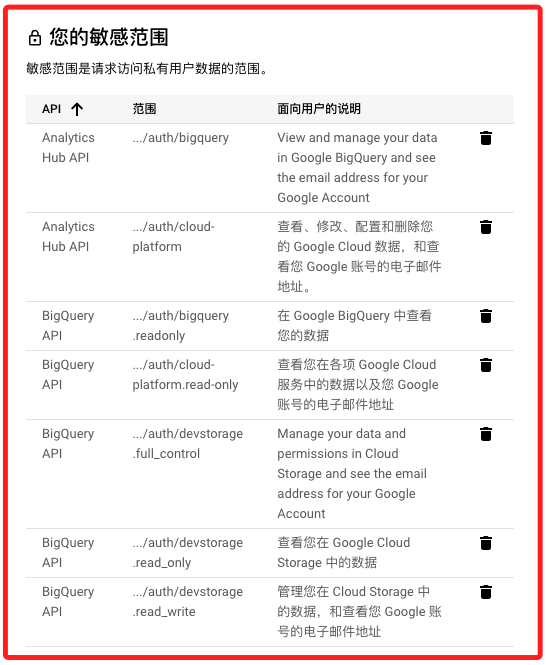 您的敏感范围
敏感范围是请求访问私有用户数据的范围。
API 范围 面向用户的说明
Analytics Hub API
.../auth/bigquery
View and manage your data
in Google BigQuery and see
the email address for your
Google Account
Analytics Hub API
.../auth/cloud-
platform
查看、修改、配置和删除您
的 Google Cloud 数据，和查
看您 Google 账号的电子邮件
地址。
BigQuery API
.../auth/bigquery
.readonly
在 Google BigQuery 中查看
您的数据
BigQuery API
.../auth/cloud-
platform.read-only
查看您在各项 Google Cloud
服务中的数据以及您 Google
账号的电子邮件地址
BigQuery API
.../auth/devstorage
.full_control
Manage your data and
permissions in Cloud
Storage and see the email
address for your Google
Account
BigQuery API
.../auth/devstorage
.read_only
查看您在 Google Cloud
Storage 中的数据
BigQuery API
.../auth/devstorage
.read_write
管理您在 Cloud Storage 中
的数据，和查看您 Google 账
号的电子邮件地址